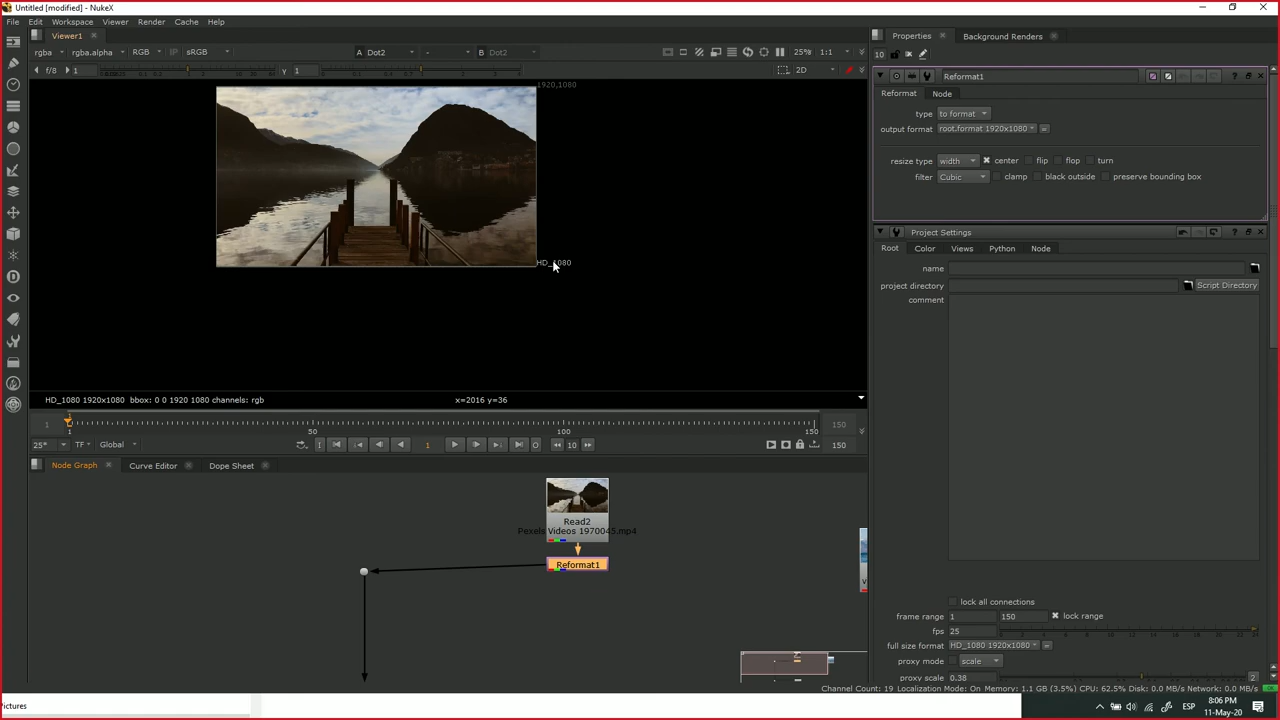 Untitled [modified] - NukeX
File Edit Workspace Viewer Render Cache Help
Viewer1
rgba rgba.alpha RGB IP sRGB A Dot2 - B Dot2 25% 1:1
f/8 1 y 1 2D
1920,1080
HD_1080
HD_1080 1920x1080 bbox: 0 0 1920 1080 channels: rgb x=2016 y=36
1 1 50 100 150 150
25* TF Global 1 10 150
Node Graph Curve Editor Dope Sheet
Read2
Pexels Videos 1970045.mp4
Reformat1
Properties Background Renders
10
Reformat1
Reformat Node
type to format
output format root.format 1920x1080
resize type width center flip flop turn
filter Cubic clamp black outside preserve bounding box
Project Settings
Root Color Views Python Node
name
project directory Script Directory
comment
lock all connections
frame range 1 150 lock range
fps 25
full size format HD_1080 1920x1080
proxy mode scale
proxy scale 0.38 2
Channel Count: 19 Localization Mode: On Memory: 1.1 GB (3.5%) CPU: 62.5% Disk: 0.0 MB/s Network: 0.0 MB/s
ictures
ESP
8:06 PM
11-May-20